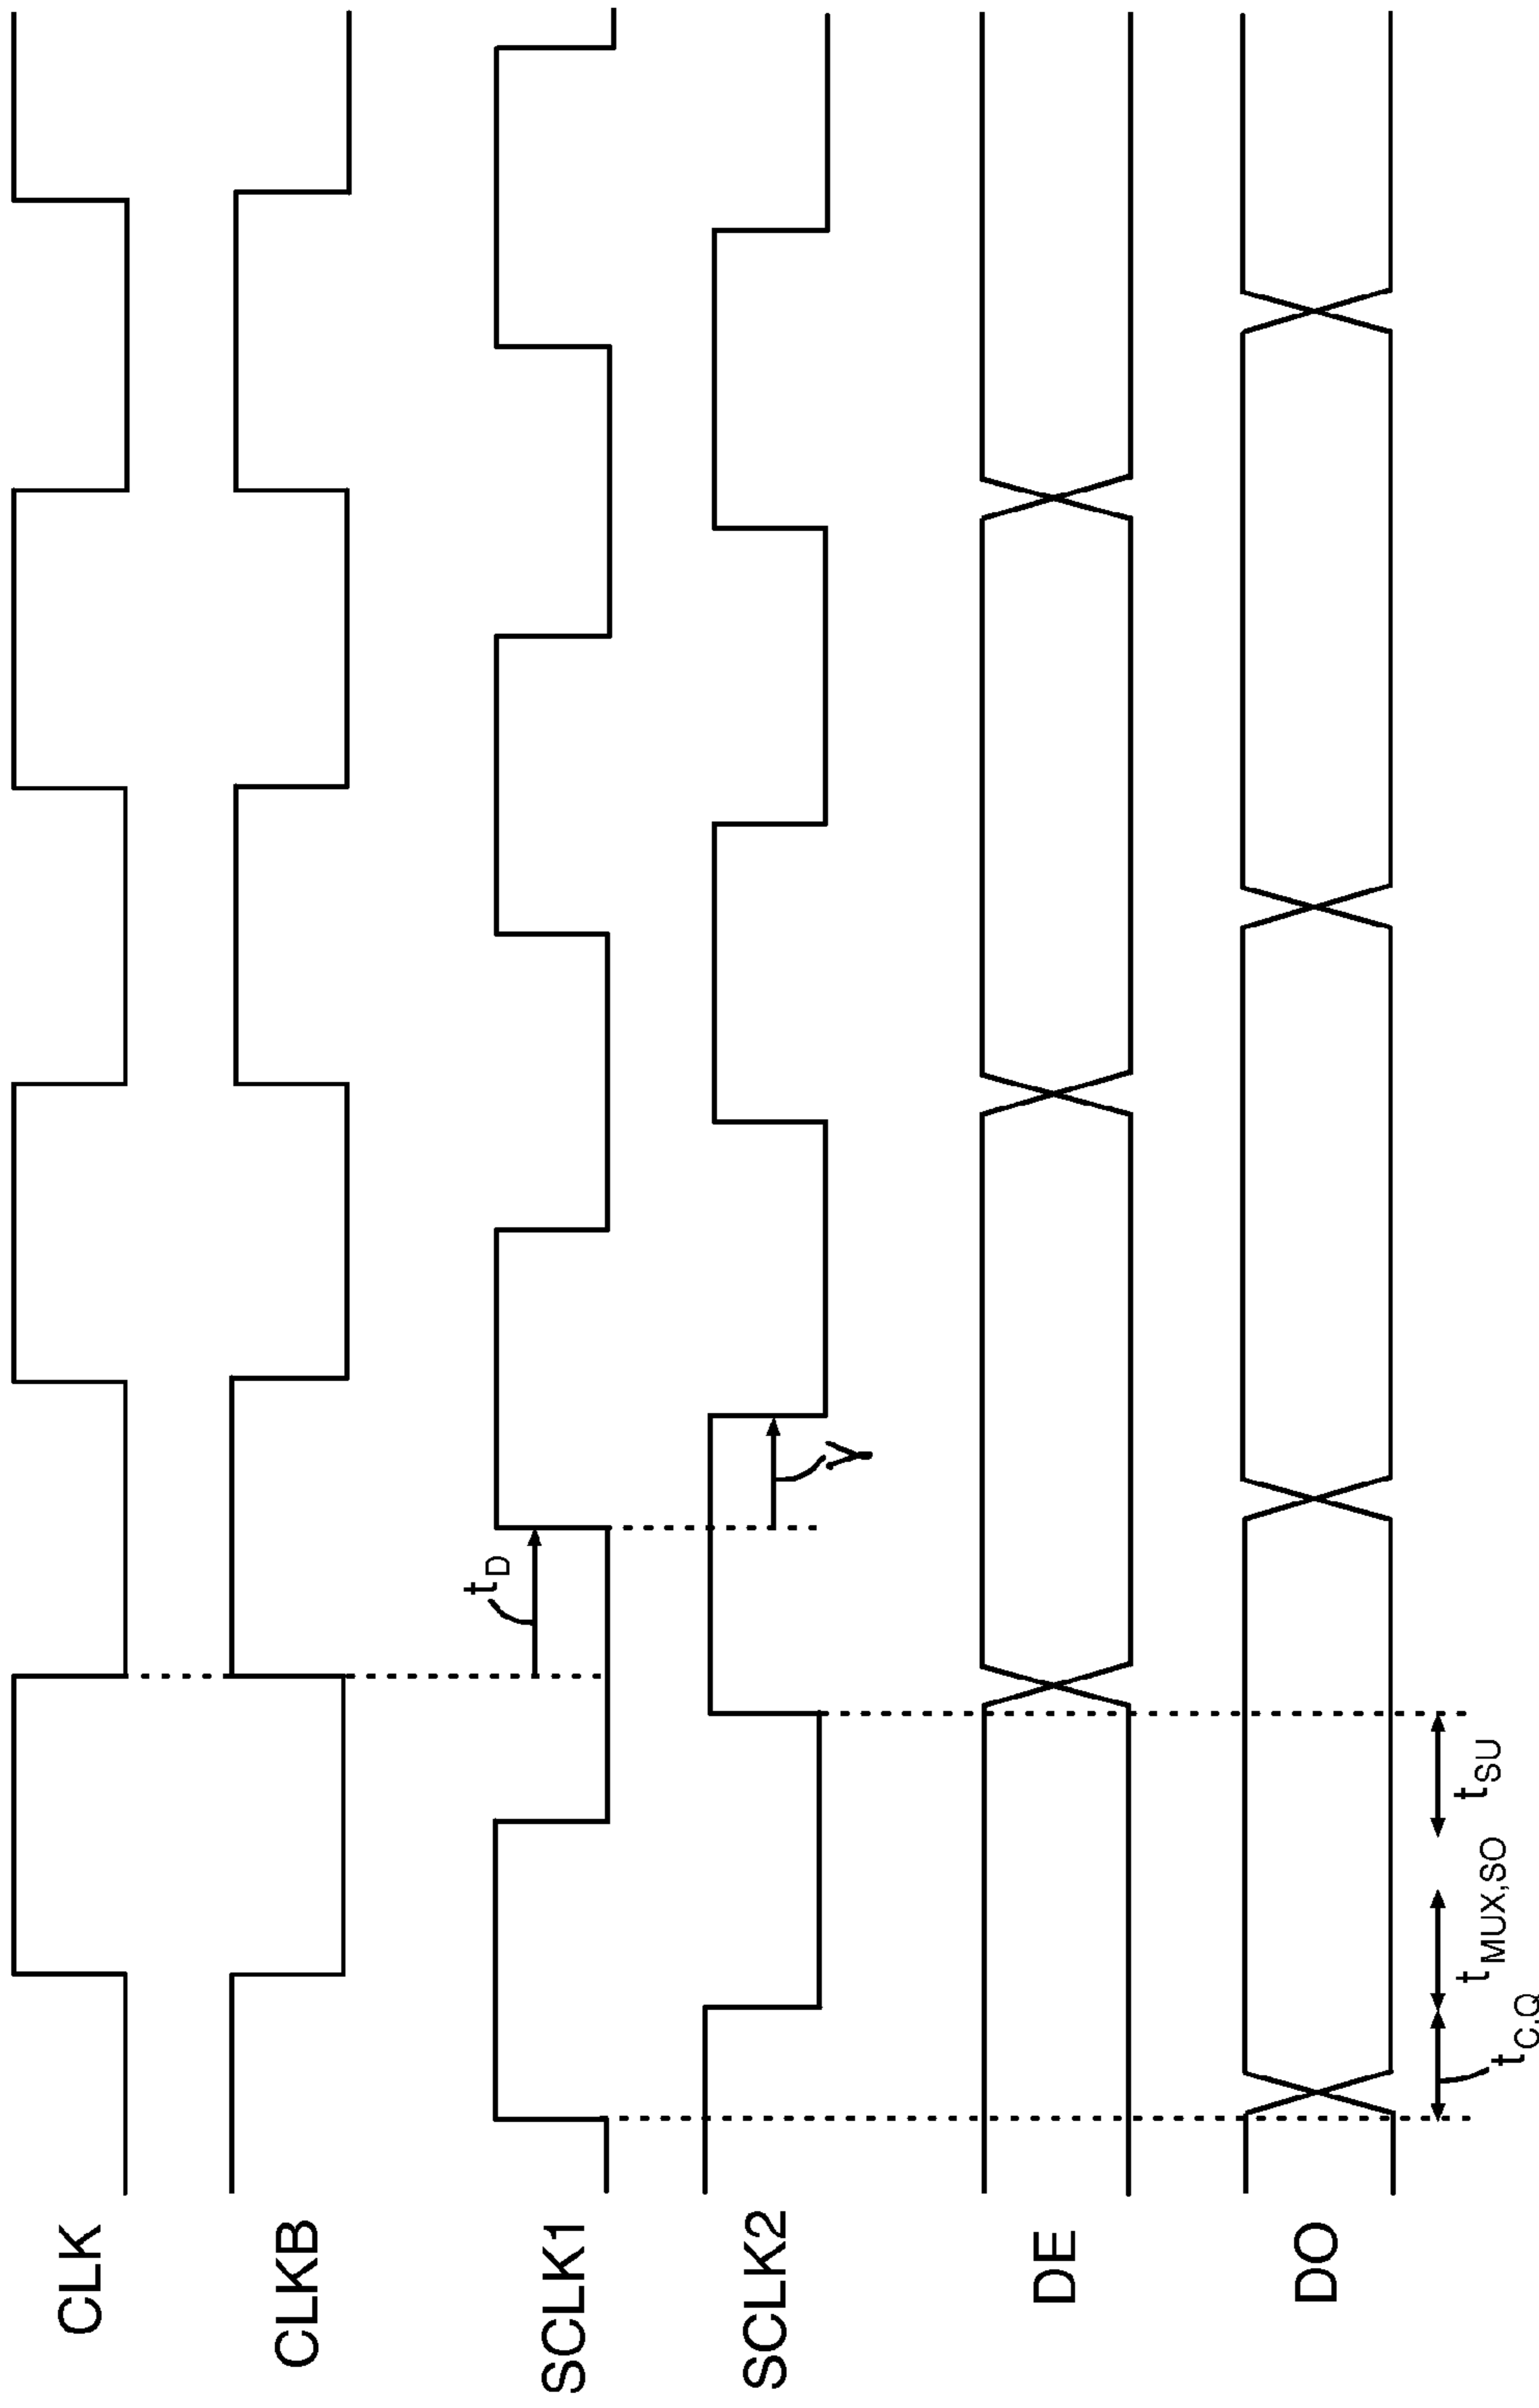 CLK
CLKB
SCLK1
t_D
SCLK2
γ
DE
DO
t_C,Q
t_MUX,SO
t_SU